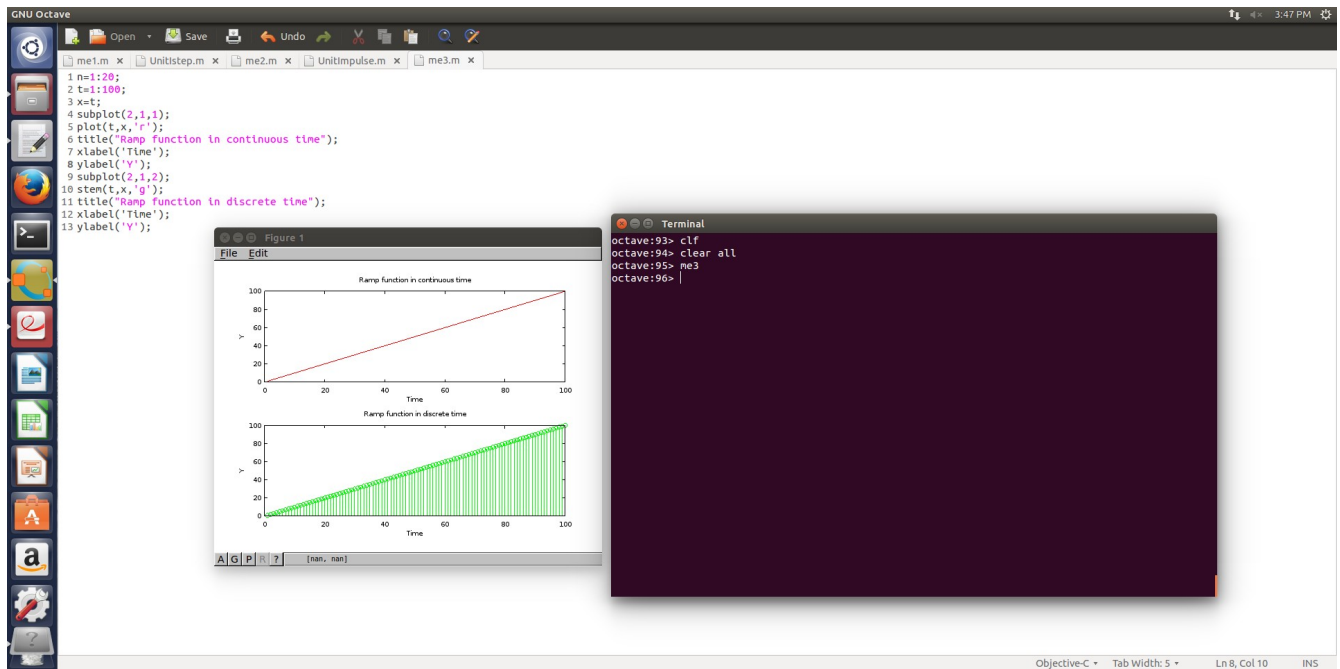 GNU Octave
3:47 PM
Open Save Undo
me1.m × UnitIstep.m × me2.m × UnitImpulse.m × me3.m ×
1 n=1:20;
2 t=1:100;
3 x=t;
4 subplot(2,1,1);
5 plot(t,x,'r');
6 title("Ramp function in continuous time");
7 xlabel('Time');
8 ylabel('Y');
9 subplot(2,1,2);
10 stem(t,x,'g');
11 title("Ramp function in discrete time");
12 xlabel('Time');
13 ylabel('Y');
Figure 1
File Edit
Ramp function in continuous time
100
80
60
40
20
0
Y
0 20 40 60 80 100
Time
Ramp function in discrete time
100
80
60
40
20
0
Y
0 20 40 60 80 100
Time
A G P R ? [nan, nan]
Terminal
octave:93> clf
octave:94> clear all
octave:95> me3
octave:96>
Objective-C Tab Width: 5 Ln 8, Col 10 INS